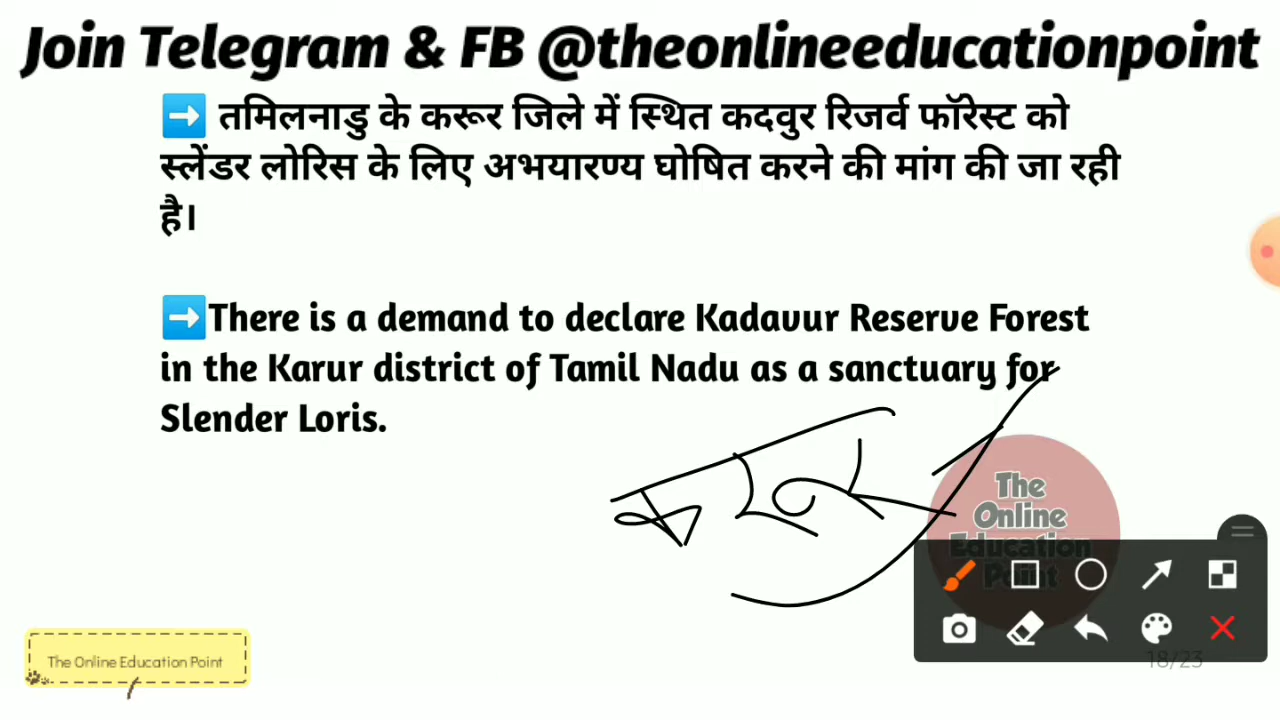 Join Telegram & FB @theonlineeducationpoint
➡️ तमिलनाडु के करूर जिले में स्थित कदवुर रिजर्व फॉरेस्ट को
स्लेंडर लोरिस के लिए अभयारण्य घोषित करने की मांग की जा रही
है।
➡️There is a demand to declare Kadavur Reserve Forest
in the Karur district of Tamil Nadu as a sanctuary for
Slender Loris.
The
Online
Education
Point
The Online Education Point
18/23